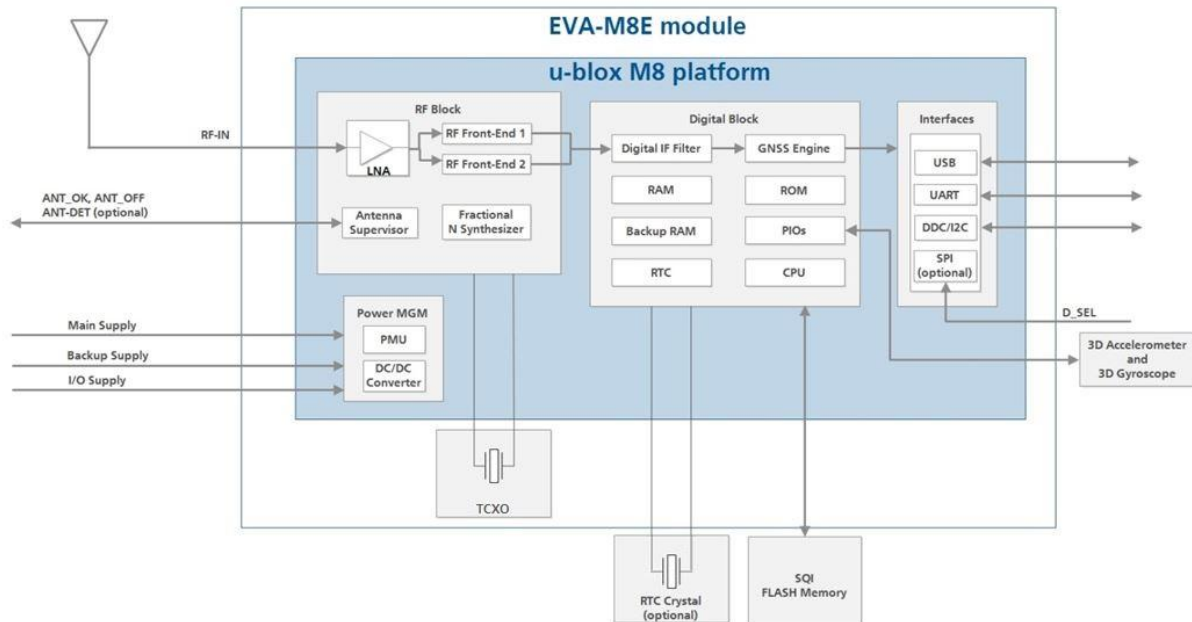 EVA-M8E module
u-blox M8 platform
RF Block
RF-IN
LNA
RF Front-End 1
RF Front-End 2
ANT_OK, ANT_OFF
ANT-DET (optional)
Antenna
Supervisor
Fractional
N Synthesizer
Digital Block
Digital IF Filter
GNSS Engine
RAM
ROM
Backup RAM
PIOs
RTC
CPU
Interfaces
USB
UART
DDC/I2C
SPI
(optional)
D_SEL
3D Accelerometer
and
3D Gyroscope
Power MGM
PMU
DC/DC
Converter
Main Supply
Backup Supply
I/O Supply
TCXO
RTC Crystal
(optional)
SQI
FLASH Memory